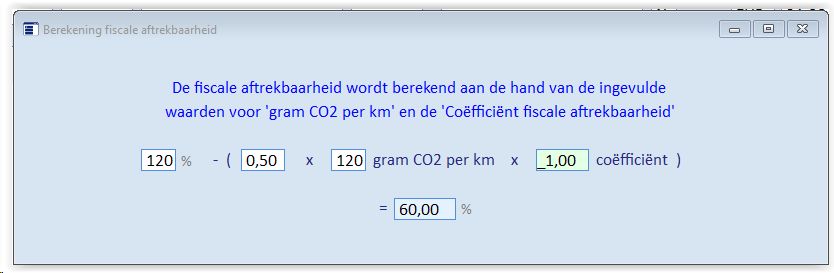 Berekening fiscale aftrekbaarheid
De fiscale aftrekbaarheid wordt berekend aan de hand van de ingevulde
waarden voor 'gram CO2 per km' en de 'Coëfficiënt fiscale aftrekbaarheid'
120 % - ( 0,50 x 120 gram CO2 per km x _1,00 coëfficiënt )
= 60,00 %